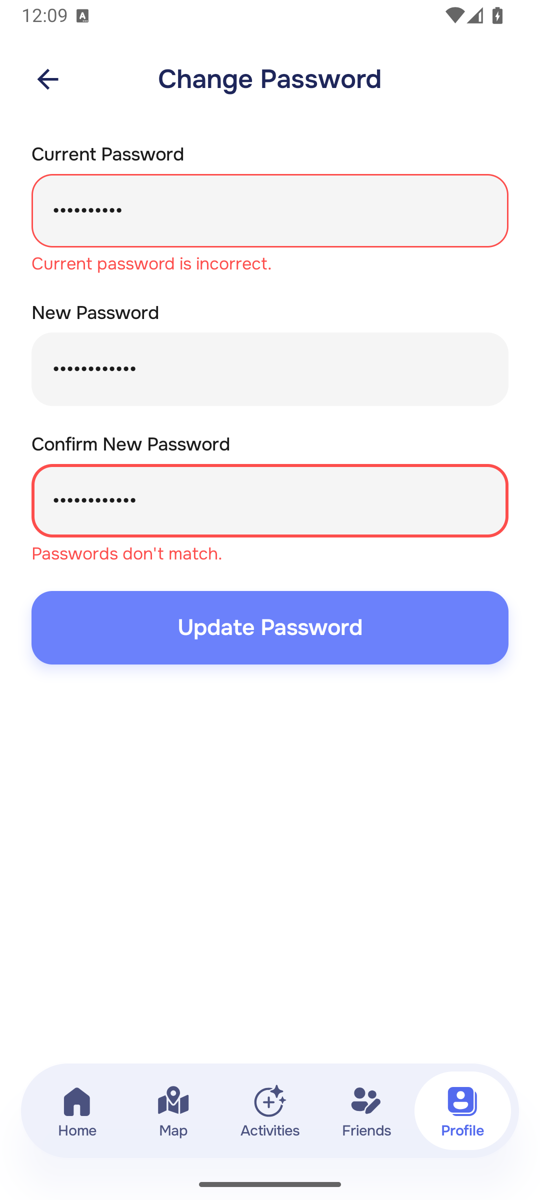 12:09
Change Password
Current Password
••••••••••
Current password is incorrect.
New Password
••••••••••••
Confirm New Password
••••••••••••
Passwords don't match.
Update Password
Home Map Activities Friends Profile